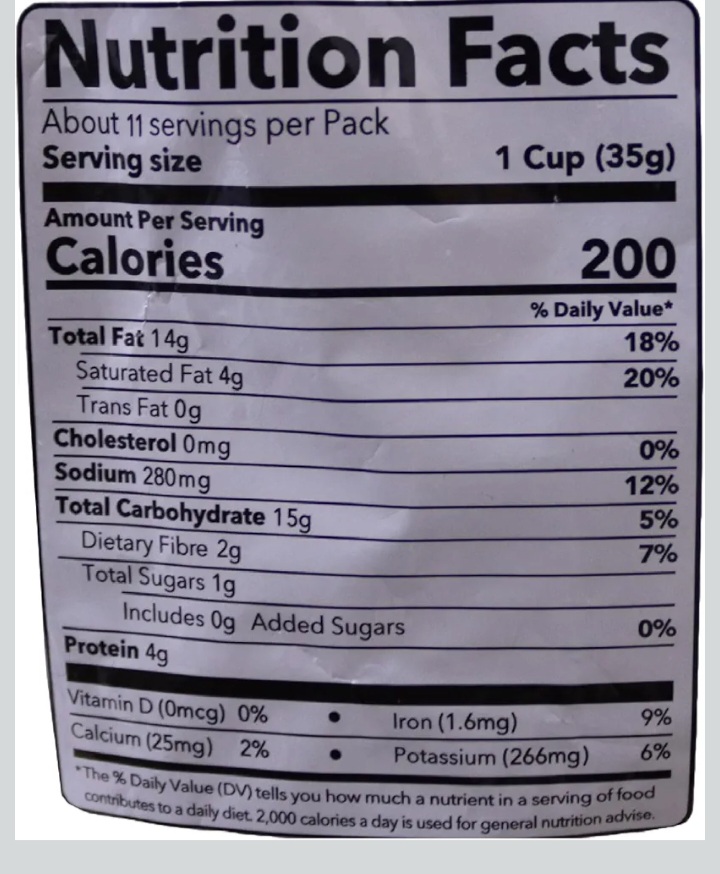 Nutrition Facts
About 11 servings per Pack
Serving size 1 Cup (35g)
Amount Per Serving
Calories 200
% Daily Value*
Total Fat 14g 18%
Saturated Fat 4g 20%
Trans Fat 0g
Cholesterol 0mg 0%
Sodium 280mg 12%
Total Carbohydrate 15g 5%
Dietary Fibre 2g 7%
Total Sugars 1g
Includes 0g Added Sugars 0%
Protein 4g
Vitamin D (0mcg) 0% • Iron (1.6mg) 9%
Calcium (25mg) 2% • Potassium (266mg) 6%
*The % Daily Value (DV) tells you how much a nutrient in a serving of food
contributes to a daily diet. 2,000 calories a day is used for general nutrition advise.